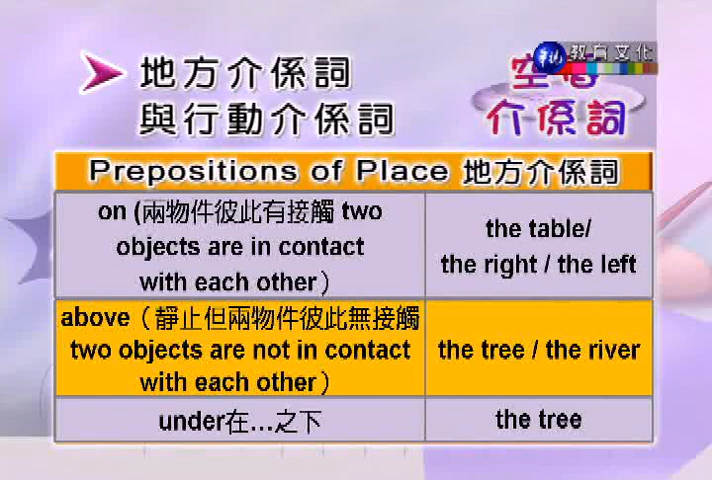 地方介係詞
與行動介係詞
教育文化
介係詞
Prepositions of Place 地方介係詞
on (兩物件彼此有接觸 two
objects are in contact
with each other）
the table/
the right / the left
above（靜止但兩物件彼此無接觸
two objects are not in contact
with each other）
the tree / the river
under在…之下
the tree